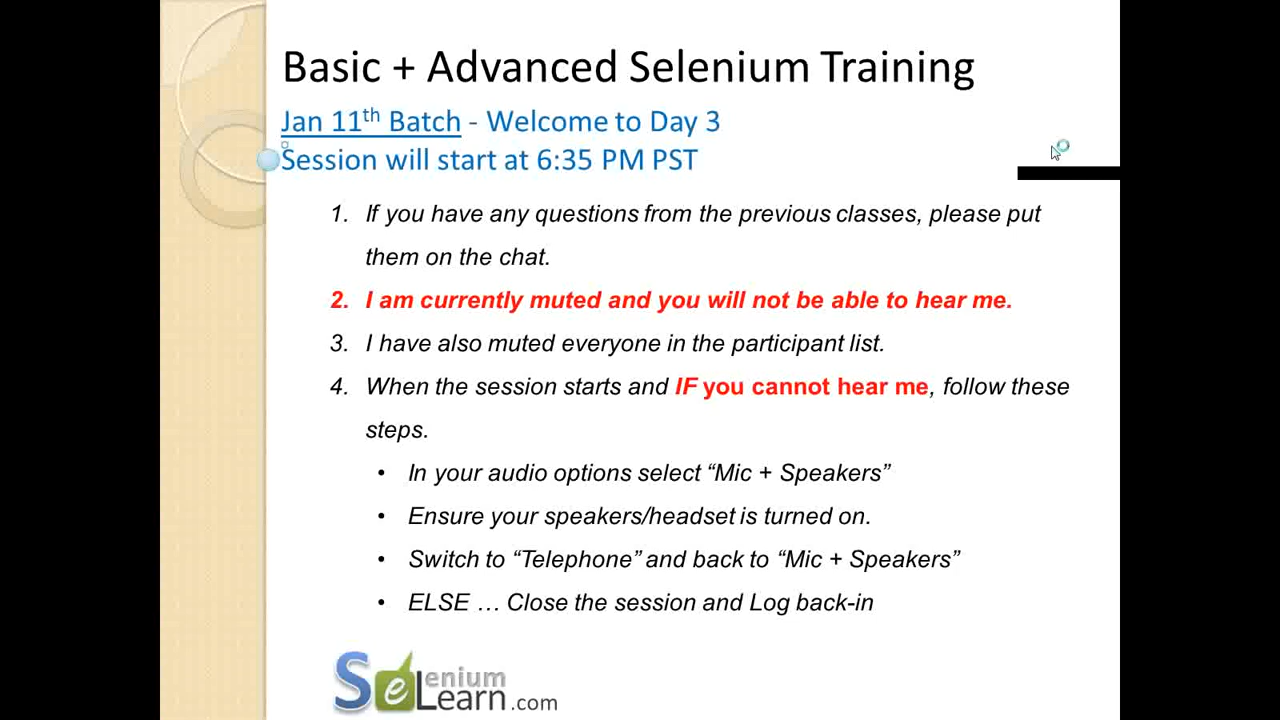 Basic + Advanced Selenium Training
Jan 11th Batch - Welcome to Day 3
Session will start at 6:35 PM PST
1. If you have any questions from the previous classes, please put
them on the chat.
2. I am currently muted and you will not be able to hear me.
3. I have also muted everyone in the participant list.
4. When the session starts and IF you cannot hear me, follow these
steps.
• In your audio options select “Mic + Speakers”
• Ensure your speakers/headset is turned on.
• Switch to “Telephone” and back to “Mic + Speakers”
• ELSE … Close the session and Log back-in
Selenium
Learn.com